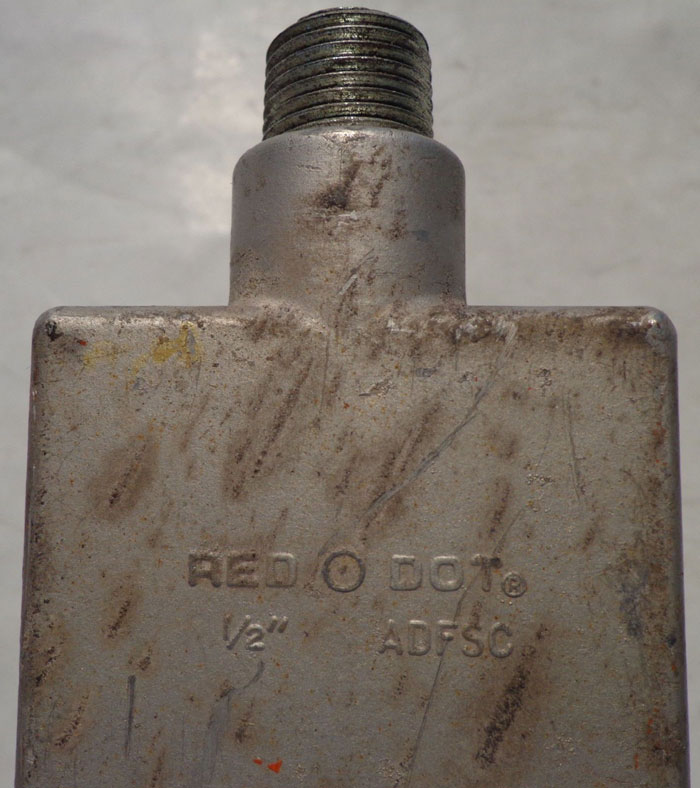 RED DOT®
1/2" ADFSC